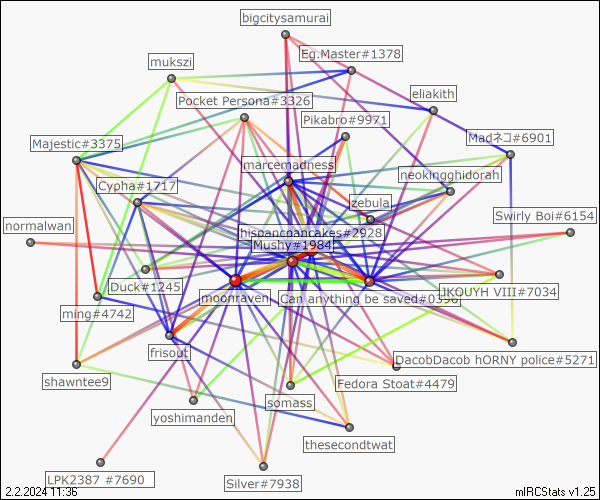 bigcitysamurai
Eg.Master#1378
mukszi
eliakith
Pocket Persona#3326
Pikabro#9971
Majestic#3375
Madネコ#6901
marcemadness
neokingghidorah
Cypha#1717
zebula
Swirly Boi#6154
normalwan
hispancpancakes#2928
Mushy#1984
Duck#1245
JKOUYH VIII#7034
moonraven
Can anything be saved#0336
ming#4742
frisout
DacobDacob hORNY police#5271
shawntee9
Fedora Stoat#4479
somass
yoshimanden
thesecondtwat
LPK2387 #7690
Silver#7938
2.2.2024 11:36
mIRCStats v1.25